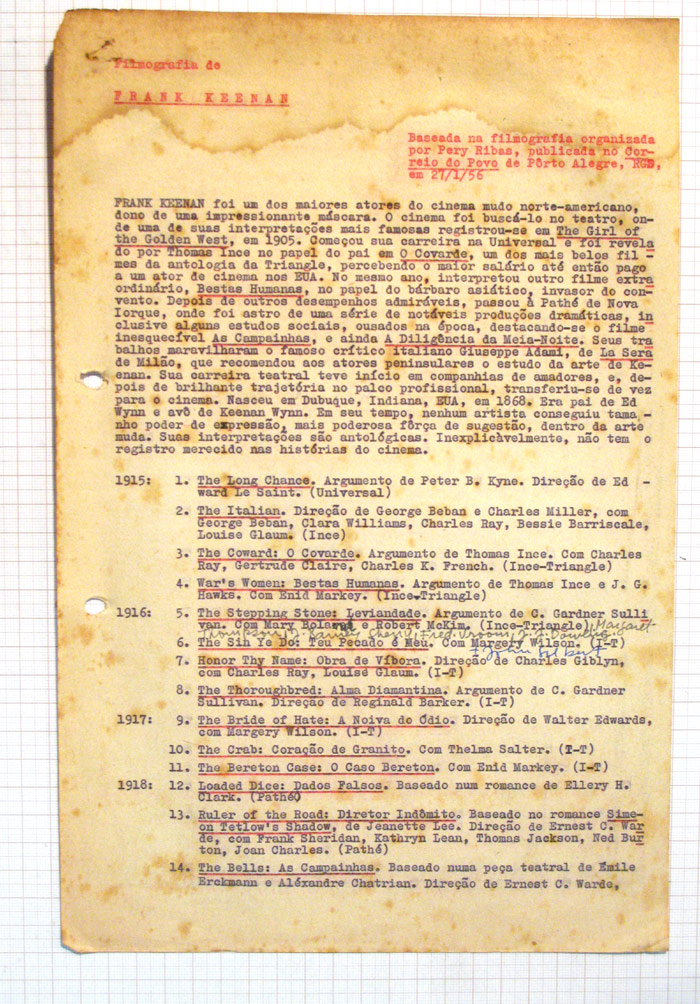 Filmografia de
FRANK KEENAN
Baseada na filmografia organizada
por Pery Ribas, publicada no Cor-
reio do Povo de Pôrto Alegre, RGS,
em 27/1/56
FRANK KEENAN foi um dos maiores atores do cinema mudo norte-americano,
dono de uma impressionante máscara. O cinema foi buscá-lo no teatro, on-
de uma de suas interpretações mais famosas registrou-se em The Girl of
the Golden West, em 1905. Começou sua carreira na Universal e foi revela
do por Thomas Ince no papel do pai em O Covarde, um dos mais belos fil -
mes da antologia da Triangle, percebendo o maior salário até então pago
a um ator de cinema nos EUA. No mesmo ano, interpretou outro filme extra
ordinário, Bestas Humanas, no papel do bárbaro asiático, invasor do con-
vento. Depois de outros desempenhos admiráveis, passou à Pathé de Nova
Iorque, onde foi astro de uma série de notáveis produções dramáticas, in
clusive alguns estudos sociais, ousados na época, destacando-se o filme
inesquecível As Campainhas, e ainda A Diligência da Meia-Noite. Seus tra
balhos maravilharam o famoso crítico italiano Giuseppe Adami, de La Sera
de Milão, que recomendou aos atores peninsulares o estudo da arte de Ke-
enan. Sua carreira teatral teve início em companhias de amadores, e, de-
pois de brilhante trajetória no palco profissional, transferiu-se de vez
para o cinema. Nasceu em Dubuque, Indiana, EUA, em 1868. Era pai de Ed
Wynn e avô de Keenan Wynn. Em seu tempo, nenhum artista conseguiu tama -
nho poder de expressão, mais poderosa fôrça de sugestão, dentro da arte
muda. Suas interpretações são antológicas. Inexplicàvelmente, não tem o
registro merecido nas histórias do cinema.
1915: 1. The Long Chance. Argumento de Peter B. Kyne. Direção de Ed -
ward Le Saint. (Universal)
2. The Italian. Direção de George Beban e Charles Miller, com
George Beban, Clara Williams, Charles Ray, Bessie Barriscale,
Louise Glaum. (Ince)
3. The Coward: O Covarde. Argumento de Thomas Ince. Com Charles
Ray, Gertrude Claire, Charles K. French. (Ince-Triangle)
4. War's Women: Bestas Humanas. Argumento de Thomas Ince e J. G.
Hawks. Com Enid Markey. (Ince-Triangle)
1916: 5. The Stepping Stone: Leviandade. Argumento de C. Gardner Sulli
van. Com Mary Boland e Robert McKim. (Ince-Triangle) Margaret
Thompson, J. Barney Sherry, Fred Vroom, J. J. Dowling
6. The Sin Ye Do: Teu Pecado é Meu. Com Margery Wilson. (I-T)
+ John Gilbert
7. Honor Thy Name: Obra de Víbora. Direção de Charles Giblyn,
com Charles Ray, Louise Glaum. (I-T)
8. The Thoroughbred: Alma Diamantina. Argumento de C. Gardner
Sullivan. Direção de Reginald Barker. (I-T)
1917: 9. The Bride of Hate: A Noiva do Ódio. Direção de Walter Edwards,
com Margery Wilson. (I-T)
10. The Crab: Coração de Granito. Com Thelma Salter. (I-T)
11. The Bereton Case: O Caso Bereton. Com Enid Markey. (I-T)
1918: 12. Loaded Dice: Dados Falsos. Baseado num romance de Ellery H.
Clark. (Pathé)
13. Ruler of the Road: Diretor Indômito. Baseado no romance Sime-
on Tetlow's Shadow, de Jeanette Lee. Direção de Ernest C. War
de, com Frank Sheridan, Kathryn Lean, Thomas Jackson, Ned Bur
ton, Joan Charles. (Pathé)
14. The Bells: As Campainhas. Baseado numa peça teatral de Émile
Erckmann e Aléxandre Chatrian. Direção de Ernest C. Warde,